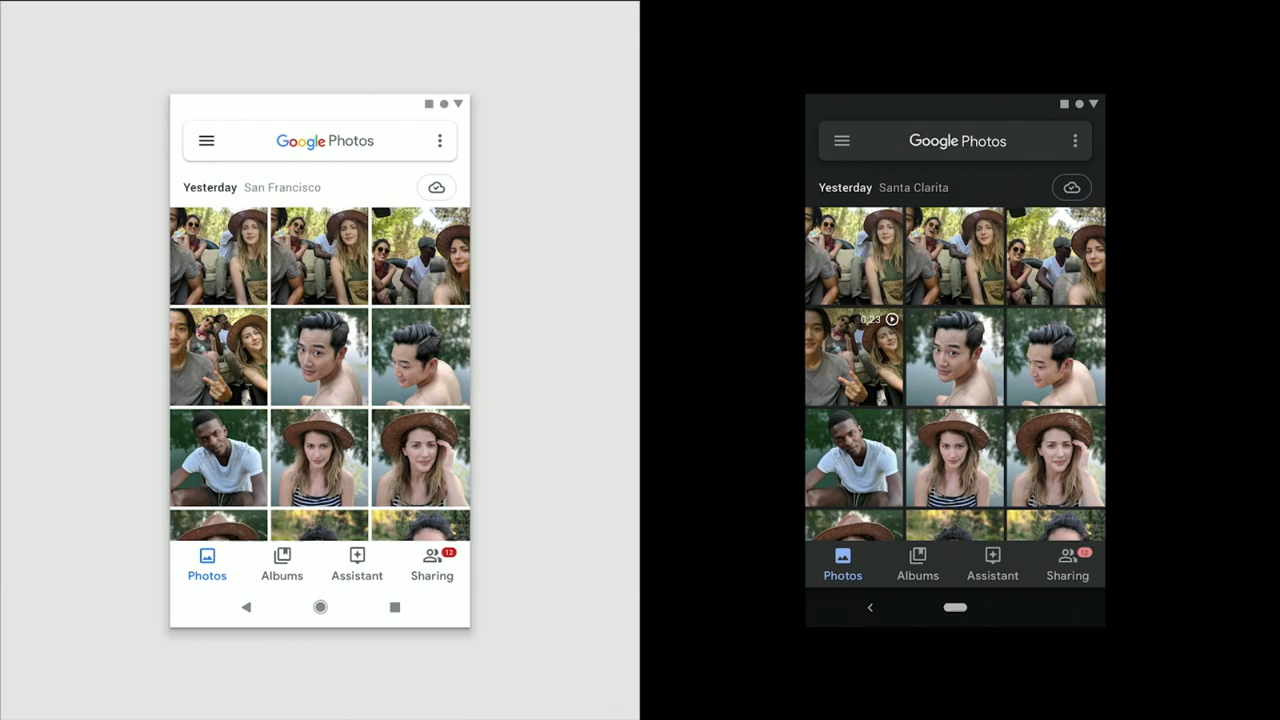 Google Photos
Yesterday San Francisco
Photos Albums Assistant Sharing 12
Google Photos
Yesterday Santa Clarita
0:23
Photos Albums Assistant Sharing 12